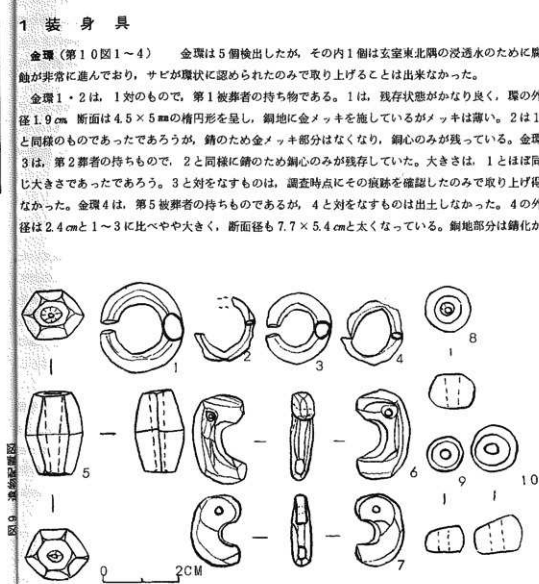 1 装身具
金環（第10図1～4） 金環は5個検出したが，その内1個は玄室東北隅の浸透水のために腐
蝕が非常に進んでおり，サビが環状に認められたのみで取り上げることは出来なかった。
金環1・2は，1対のもので，第1被葬者の持ち物である。1は，残存状態がかなり良く，環の外
径1.9cm 断面は4.5×5mmの楕円形を呈し，銅地に金メッキを施しているがメッキは薄い。2は1
と同様のものであったであろうが，錆のため金メッキ部分はなくなり，銅心のみが残っている。金環
3は，第2葬者の持ちもので，2と同様に錆のため銅心のみが残存していた。大きさは，1とほぼ同
じ大きさであったであろう。3と対をなすものは，調査時点にその痕跡を確認したのみで取り上げ得
なかった。金環4は，第5被葬者の持ちものであるが，4と対をなすものは出土しなかった。4の外
径は2.4cmと1～3に比べやや大きく，断面径も7.7×5.4cmと太くなっている。銅地部分は錆化が
1
2
3
4
8
5
6
9
10
7
0 2CM
図9 遺物配置図